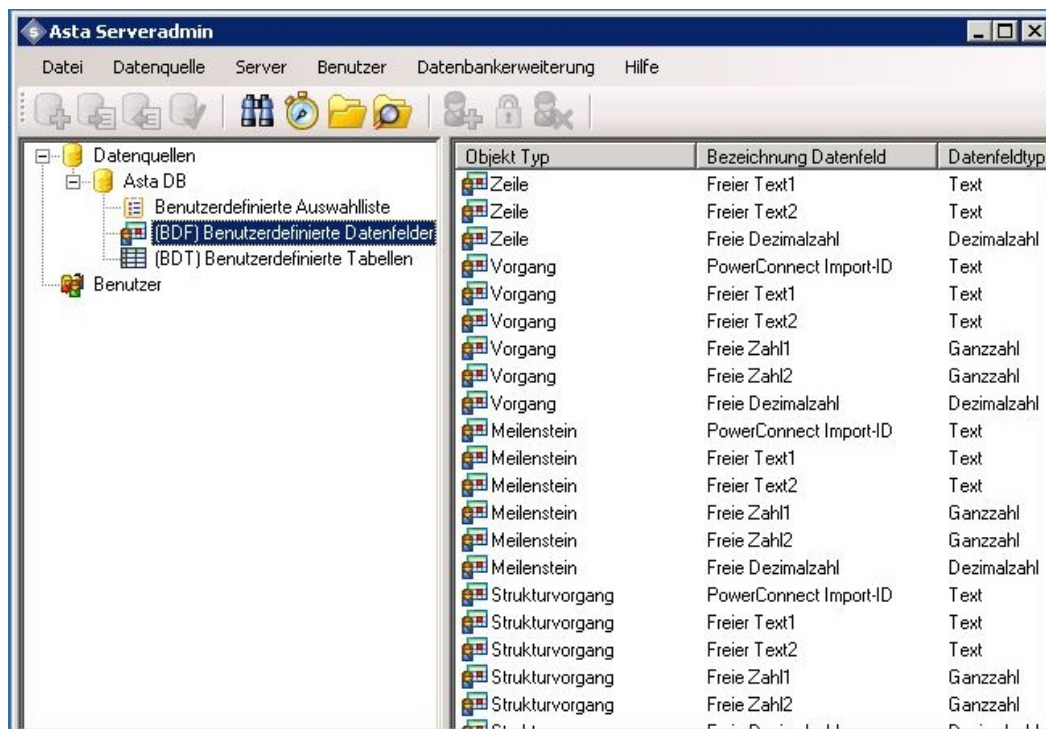 Asta Serveradmin
Datei Datenquelle Server Benutzer Datenbankerweiterung Hilfe
Datenquellen
Asta DB
Benutzerdefinierte Auswahlliste
(BDF) Benutzerdefinierte Datenfelder
(BDT) Benutzerdefinierte Tabellen
Benutzer
Objekt Typ Bezeichnung Datenfeld Datenfeldtyp
Zeile Freier Text1 Text
Zeile Freier Text2 Text
Zeile Freie Dezimalzahl Dezimalzahl
Vorgang PowerConnect Import-ID Text
Vorgang Freier Text1 Text
Vorgang Freier Text2 Text
Vorgang Freie Zahl1 Ganzzahl
Vorgang Freie Zahl2 Ganzzahl
Vorgang Freie Dezimalzahl Dezimalzahl
Meilenstein PowerConnect Import-ID Text
Meilenstein Freier Text1 Text
Meilenstein Freier Text2 Text
Meilenstein Freie Zahl1 Ganzzahl
Meilenstein Freie Zahl2 Ganzzahl
Meilenstein Freie Dezimalzahl Dezimalzahl
Strukturvorgang PowerConnect Import-ID Text
Strukturvorgang Freier Text1 Text
Strukturvorgang Freier Text2 Text
Strukturvorgang Freie Zahl1 Ganzzahl
Strukturvorgang Freie Zahl2 Ganzzahl